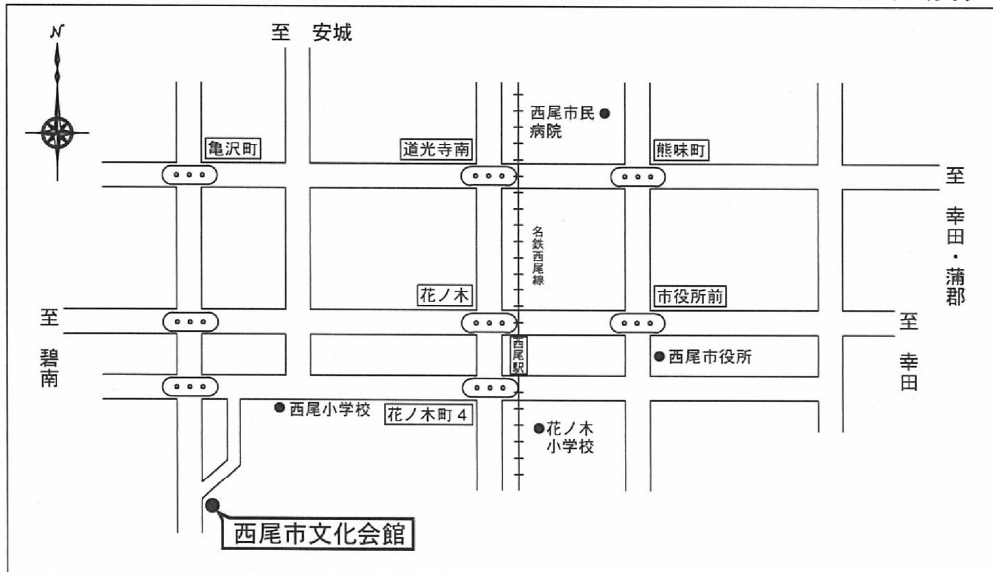 N
至 安城
西尾市民
病院
亀沢町
道光寺南
熊味町
至 幸田・蒲郡
名鉄西尾線
花ノ木
市役所前
至 碧南
至 幸田
西尾駅
西尾市役所
西尾小学校
花ノ木町4
花ノ木
小学校
西尾市文化会館